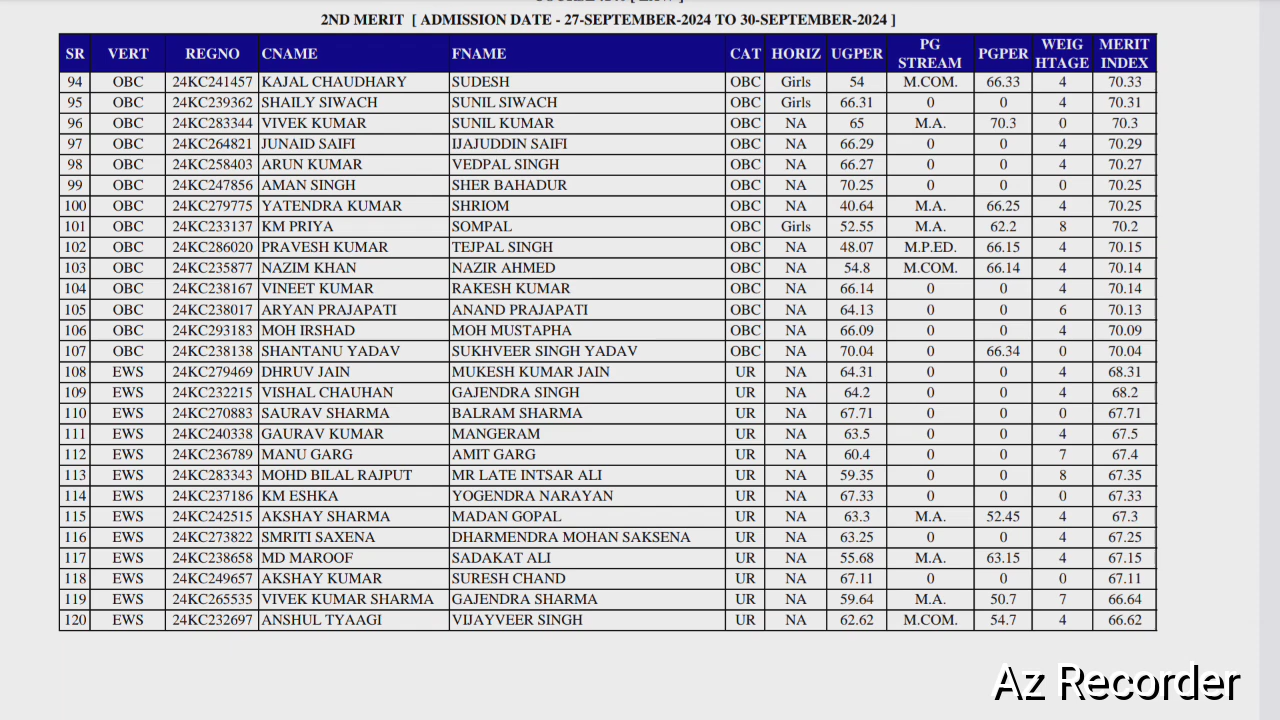 2ND MERIT [ ADMISSION DATE - 27-SEPTEMBER-2024 TO 30-SEPTEMBER-2024 ]
SR VERT REGNO CNAME FNAME CAT HORIZ UGPER PG STREAM PGPER WEIG HTAGE MERIT INDEX
94 OBC 24KC241457 KAJAL CHAUDHARY SUDESH OBC Girls 54 M.COM. 66.33 4 70.33
95 OBC 24KC239362 SHAILY SIWACH SUNIL SIWACH OBC Girls 66.31 0 0 4 70.31
96 OBC 24KC283344 VIVEK KUMAR SUNIL KUMAR OBC NA 65 M.A. 70.3 0 70.3
97 OBC 24KC264821 JUNAID SAIFI IJAJUDDIN SAIFI OBC NA 66.29 0 0 4 70.29
98 OBC 24KC258403 ARUN KUMAR VEDPAL SINGH OBC NA 66.27 0 0 4 70.27
99 OBC 24KC247856 AMAN SINGH SHER BAHADUR OBC NA 70.25 0 0 0 70.25
100 OBC 24KC279775 YATENDRA KUMAR SHRIOM OBC NA 40.64 M.A. 66.25 4 70.25
101 OBC 24KC233137 KM PRIYA SOMPAL OBC Girls 52.55 M.A. 62.2 8 70.2
102 OBC 24KC286020 PRAVESH KUMAR TEJPAL SINGH OBC NA 48.07 M.P.ED. 66.15 4 70.15
103 OBC 24KC235877 NAZIM KHAN NAZIR AHMED OBC NA 54.8 M.COM. 66.14 4 70.14
104 OBC 24KC238167 VINEET KUMAR RAKESH KUMAR OBC NA 66.14 0 0 4 70.14
105 OBC 24KC238017 ARYAN PRAJAPATI ANAND PRAJAPATI OBC NA 64.13 0 0 6 70.13
106 OBC 24KC293183 MOH IRSHAD MOH MUSTAPHA OBC NA 66.09 0 0 4 70.09
107 OBC 24KC238138 SHANTANU YADAV SUKHVEER SINGH YADAV OBC NA 70.04 0 66.34 0 70.04
108 EWS 24KC279469 DHRUV JAIN MUKESH KUMAR JAIN UR NA 64.31 0 0 4 68.31
109 EWS 24KC232215 VISHAL CHAUHAN GAJENDRA SINGH UR NA 64.2 0 0 4 68.2
110 EWS 24KC270883 SAURAV SHARMA BALRAM SHARMA UR NA 67.71 0 0 0 67.71
111 EWS 24KC240338 GAURAV KUMAR MANGERAM UR NA 63.5 0 0 4 67.5
112 EWS 24KC236789 MANU GARG AMIT GARG UR NA 60.4 0 0 7 67.4
113 EWS 24KC283343 MOHD BILAL RAJPUT MR LATE INTSAR ALI UR NA 59.35 0 0 8 67.35
114 EWS 24KC237186 KM ESHKA YOGENDRA NARAYAN UR NA 67.33 0 0 0 67.33
115 EWS 24KC242515 AKSHAY SHARMA MADAN GOPAL UR NA 63.3 M.A. 52.45 4 67.3
116 EWS 24KC273822 SMRITI SAXENA DHARMENDRA MOHAN SAKSENA UR NA 63.25 0 0 4 67.25
117 EWS 24KC238658 MD MAROOF SADAKAT ALI UR NA 55.68 M.A. 63.15 4 67.15
118 EWS 24KC249657 AKSHAY KUMAR SURESH CHAND UR NA 67.11 0 0 0 67.11
119 EWS 24KC265535 VIVEK KUMAR SHARMA GAJENDRA SHARMA UR NA 59.64 M.A. 50.7 7 66.64
120 EWS 24KC232697 ANSHUL TYAAGI VIJAYVEER SINGH UR NA 62.62 M.COM. 54.7 4 66.62
Az Recorder